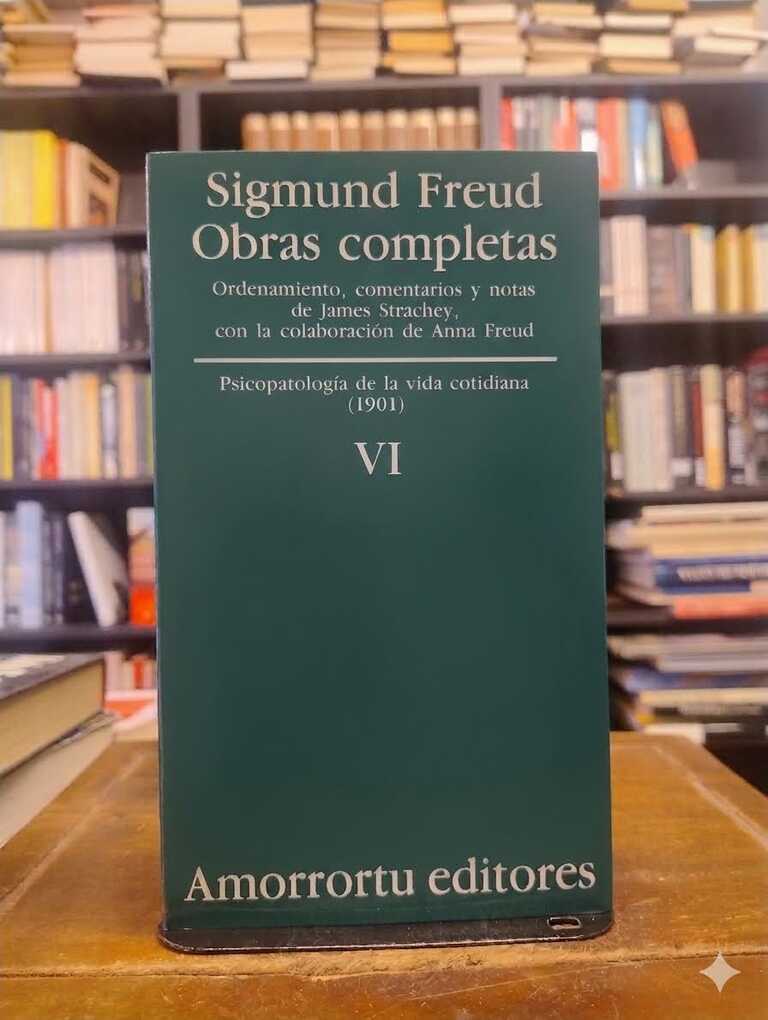 Sigmund Freud
Obras completas
Ordenamiento, comentarios y notas
de James Strachey,
con la colaboración de Anna Freud
Psicopatología de la vida cotidiana
(1901)
VI
Amorrortu editores